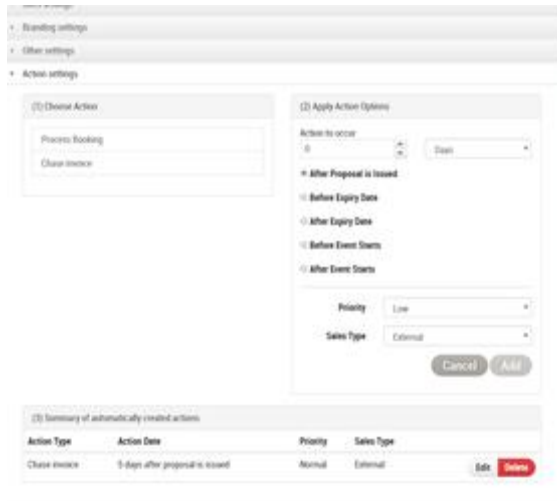 Branding settings
Other settings
Action settings
(1) Choose Action
Process Booking
Chase invoice
(2) Apply Action Options
Action to occur
0
Days
After Proposal is Issued
Before Expiry Date
After Expiry Date
Before Event Starts
After Event Starts
Priority
Low
Sales Type
External
Cancel
Add
(3) Summary of automatically created actions
Action Type Action Date Priority Sales Type
Chase invoice 5 days after proposal is issued Normal External Edit Delete